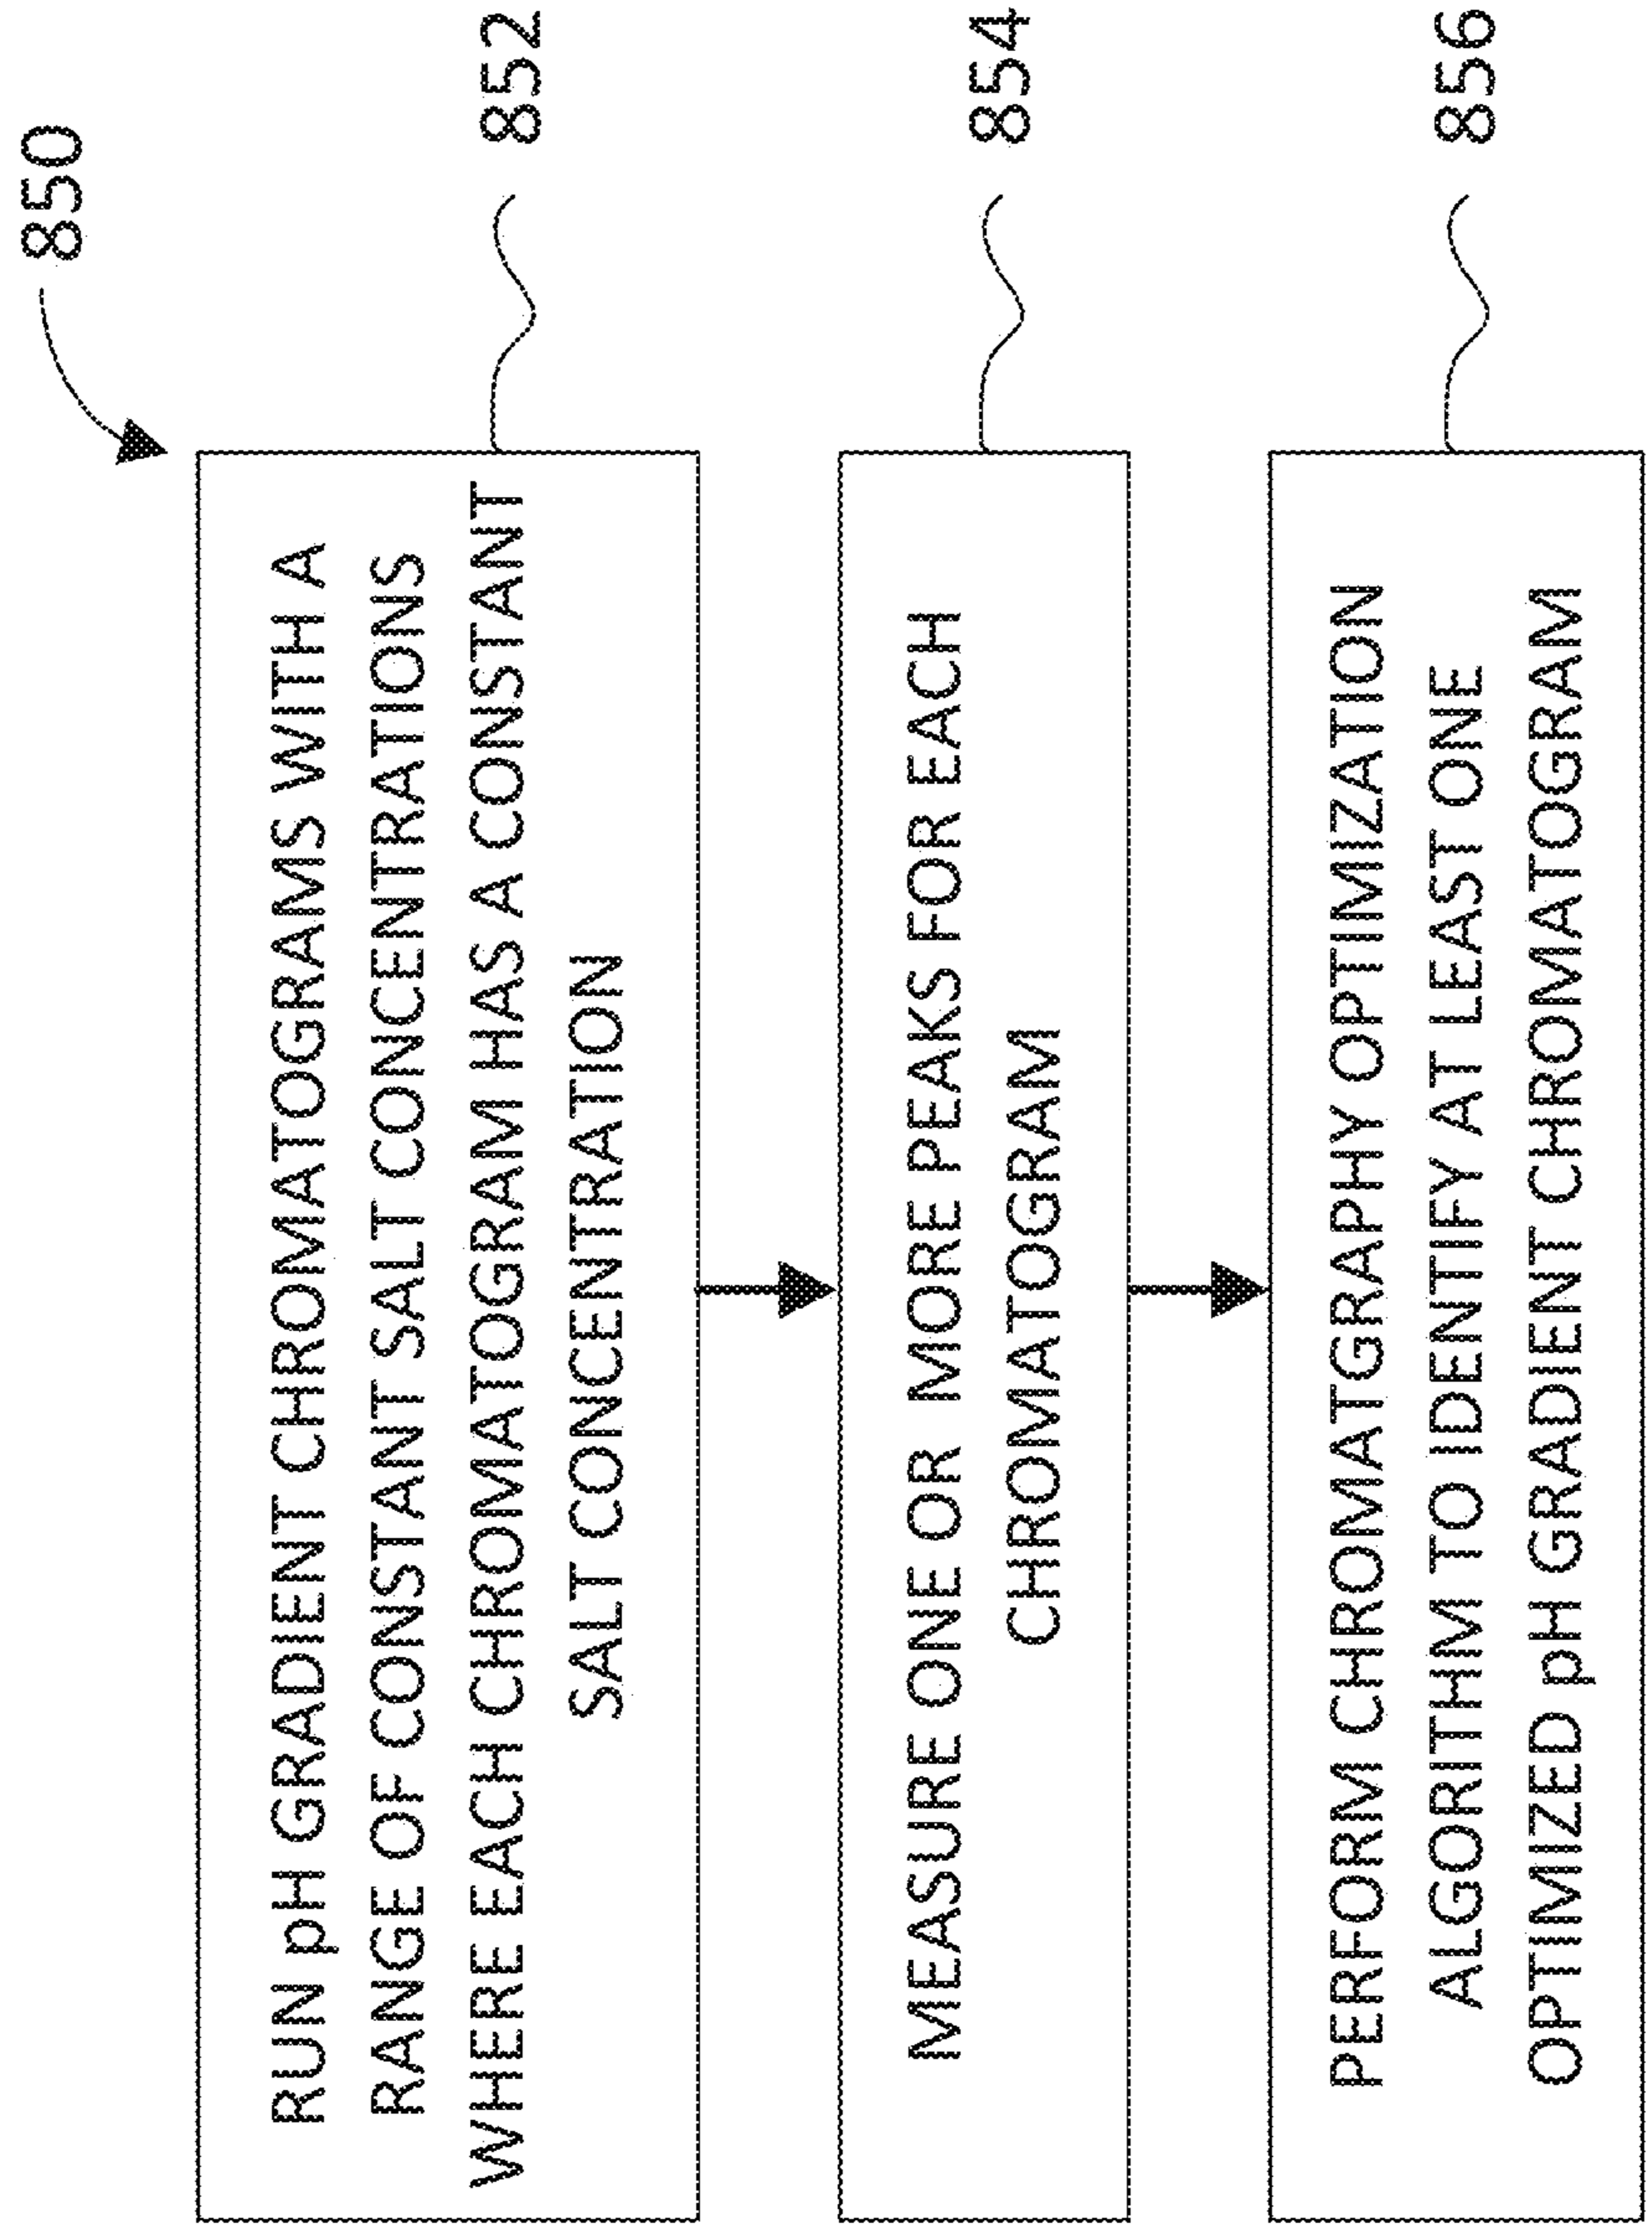 850
RUN pH GRADIENT CHROMATOGRAMS WITH A
RANGE OF CONSTANT SALT CONCENTRATIONS
WHERE EACH CHROMATOGRAM HAS A CONSTANT
SALT CONCENTRATION
852
MEASURE ONE OR MORE PEAKS FOR EACH
CHROMATOGRAM
854
PERFORM CHROMATGRAPHY OPTIMIZATION
ALGORITHM TO IDENTIFY AT LEAST ONE
OPTIMIZED pH GRADIENT CHROMATOGRAM
856